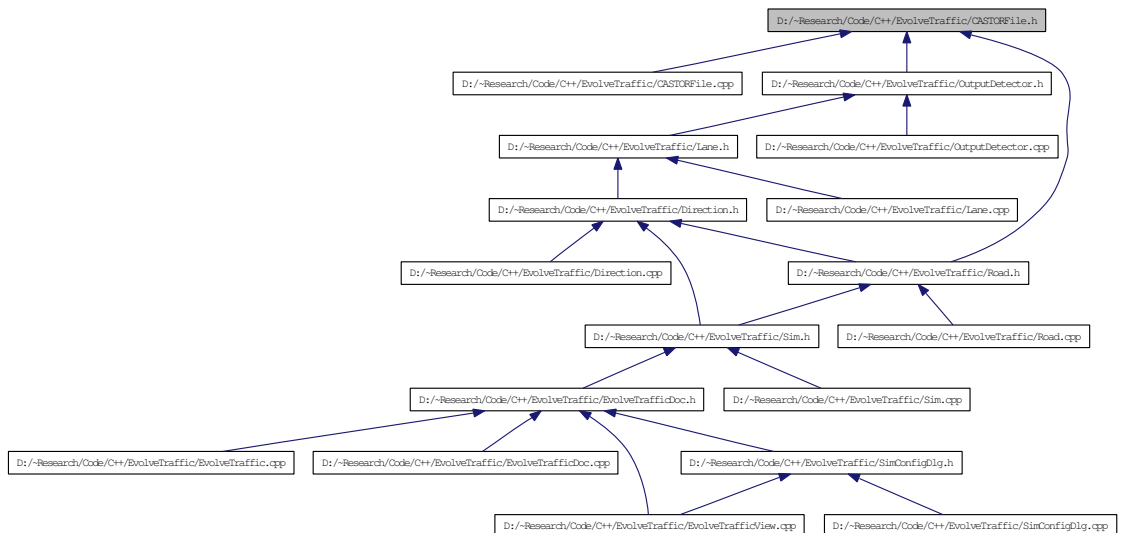 D:/~Research/Code/C++/EvolveTraffic/CASTORFile.h
D:/~Research/Code/C++/EvolveTraffic/CASTORFile.cpp
D:/~Research/Code/C++/EvolveTraffic/OutputDetector.h
D:/~Research/Code/C++/EvolveTraffic/Lane.h
D:/~Research/Code/C++/EvolveTraffic/OutputDetector.cpp
D:/~Research/Code/C++/EvolveTraffic/Direction.h
D:/~Research/Code/C++/EvolveTraffic/Lane.cpp
D:/~Research/Code/C++/EvolveTraffic/Direction.cpp
D:/~Research/Code/C++/EvolveTraffic/Road.h
D:/~Research/Code/C++/EvolveTraffic/Sim.h
D:/~Research/Code/C++/EvolveTraffic/Road.cpp
D:/~Research/Code/C++/EvolveTraffic/EvolveTrafficDoc.h
D:/~Research/Code/C++/EvolveTraffic/Sim.cpp
D:/~Research/Code/C++/EvolveTraffic/EvolveTraffic.cpp
D:/~Research/Code/C++/EvolveTraffic/EvolveTrafficDoc.cpp
D:/~Research/Code/C++/EvolveTraffic/SimConfigDlg.h
D:/~Research/Code/C++/EvolveTraffic/EvolveTrafficView.cpp
D:/~Research/Code/C++/EvolveTraffic/SimConfigDlg.cpp